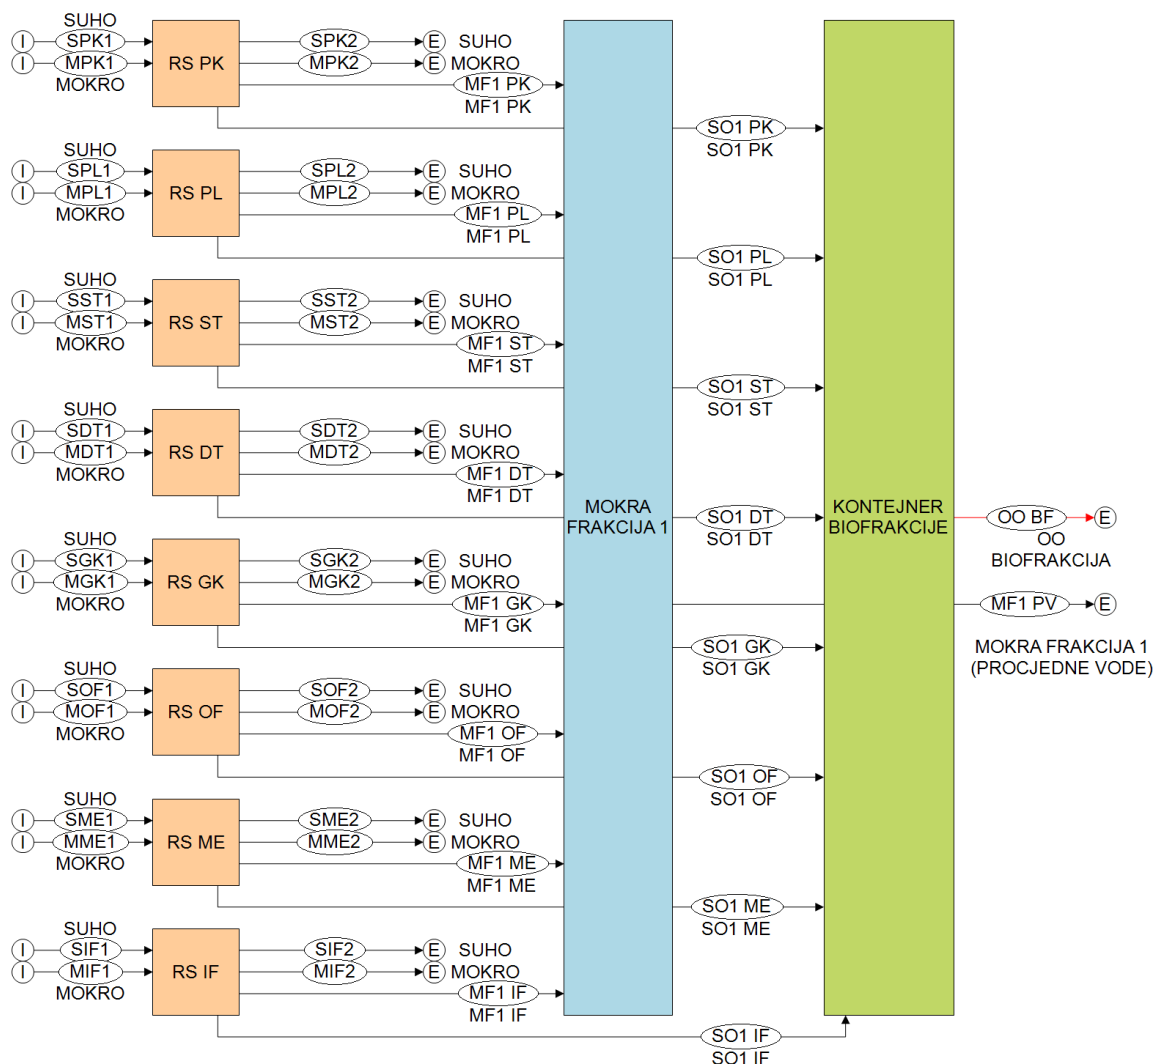 SUHO
I SPK1 RS PK SPK2 E SUHO
I MPK1 MPK2 E MOKRO
MOKRO MF1 PK
MF1 PK
SO1 PK
SO1 PK
SUHO
I SPL1 RS PL SPL2 E SUHO
I MPL1 MPL2 E MOKRO
MOKRO MF1 PL
MF1 PL
SO1 PL
SO1 PL
SUHO
I SST1 RS ST SST2 E SUHO
I MST1 MST2 E MOKRO
MOKRO MF1 ST
MF1 ST
SO1 ST
SO1 ST
SUHO
I SDT1 RS DT SDT2 E SUHO
I MDT1 MDT2 E MOKRO
MOKRO MF1 DT
MF1 DT
MOKRA
FRAKCIJA 1
SO1 DT
SO1 DT
KONTEJNER
BIOFRAKCIJE
OO BF E
OO
BIOFRAKCIJA
SUHO
I SGK1 RS GK SGK2 E SUHO
I MGK1 MGK2 E MOKRO
MOKRO MF1 GK
MF1 GK
MF1 PV E
MOKRA FRAKCIJA 1
(PROCJEDNE VODE)
SO1 GK
SO1 GK
SUHO
I SOF1 RS OF SOF2 E SUHO
I MOF1 MOF2 E MOKRO
MOKRO MF1 OF
MF1 OF
SO1 OF
SO1 OF
SUHO
I SME1 RS ME SME2 E SUHO
I MME1 MME2 E MOKRO
MOKRO MF1 ME
MF1 ME
SO1 ME
SO1 ME
SUHO
I SIF1 RS IF SIF2 E SUHO
I MIF1 MIF2 E MOKRO
MOKRO MF1 IF
MF1 IF
SO1 IF
SO1 IF